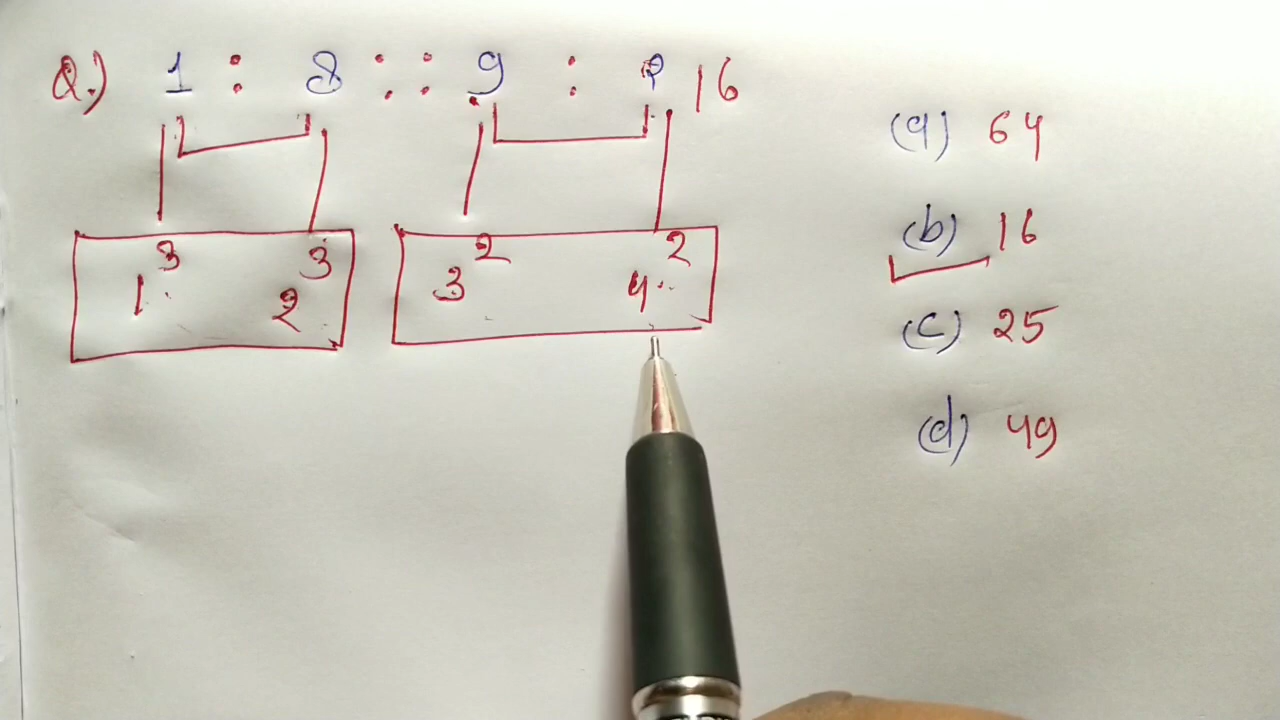 Q.) 1 : 8 :: 9 : ? 16
1³ 2³ 3² 4²
(a) 64
(b) 16
(c) 25
(d) 49